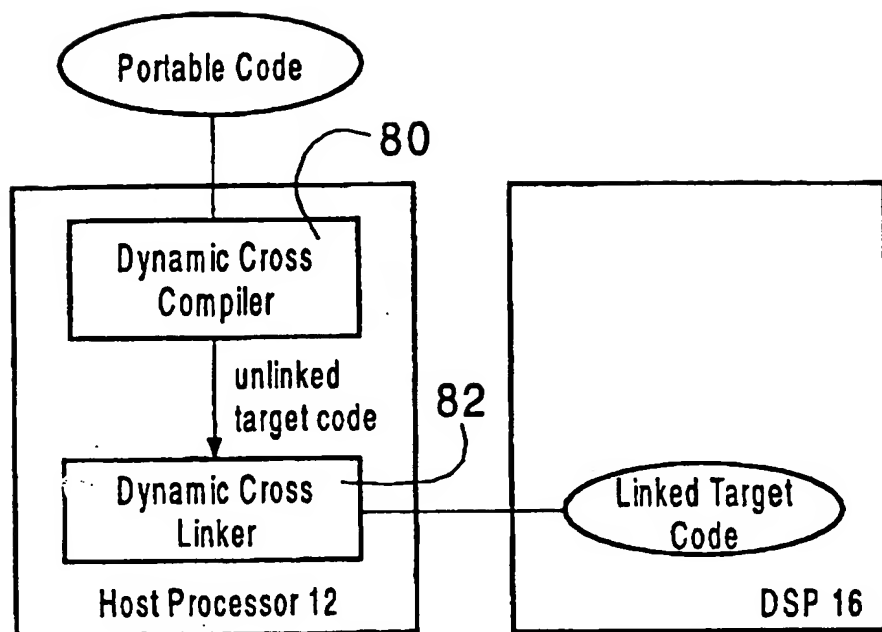 Portable Code
80
Dynamic Cross
Compiler
unlinked
target code
82
Dynamic Cross
Linker
Linked Target
Code
Host Processor 12
DSP 16